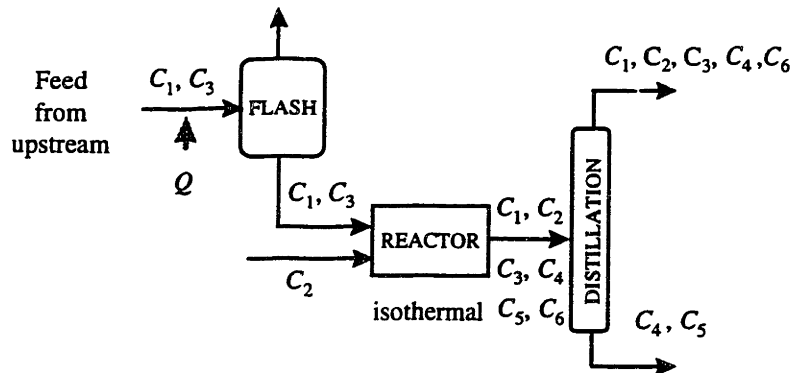 C₁, C₂, C₃, C₄, C₆
Feed
from
upstream
C₁, C₃
FLASH
Q
C₁, C₃
C₂
REACTOR
isothermal
C₁, C₂
C₃, C₄
C₅, C₆
DISTILLATION
C₄, C₅